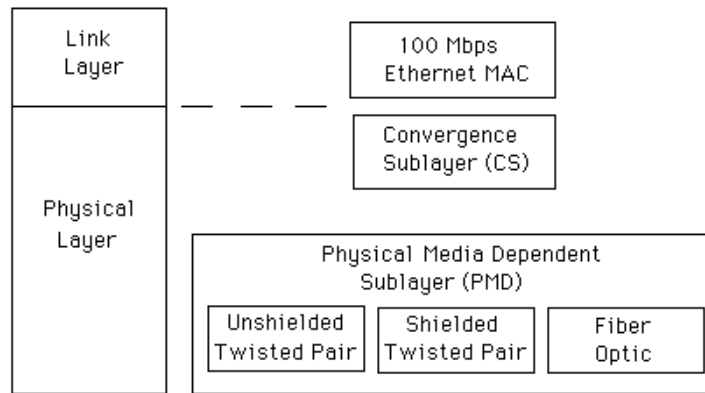 Link
Layer
100 Mbps
Ethernet MAC
Convergence
Sublayer (CS)
Physical
Layer
Physical Media Dependent
Sublayer (PMD)
Unshielded
Twisted Pair
Shielded
Twisted Pair
Fiber
Optic